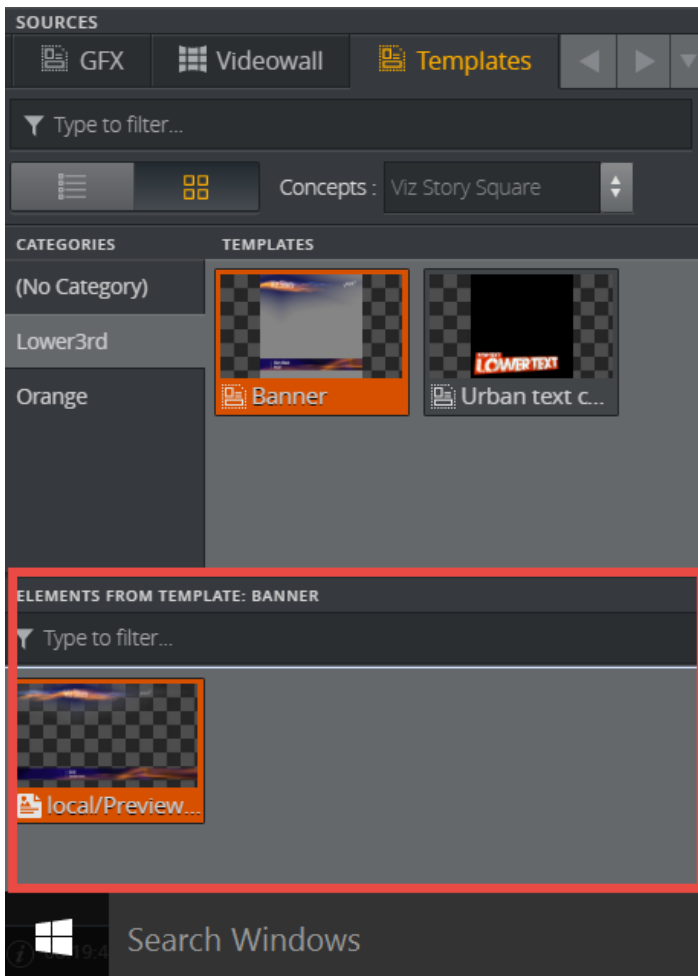 SOURCES
GFX Videowall Templates
Type to filter...
Concepts : Viz Story Square
CATEGORIES TEMPLATES
(No Category)
Lower3rd
LOWER TEXT
Banner Urban text c...
Orange
ELEMENTS FROM TEMPLATE: BANNER
Type to filter...
local/Preview...
Search Windows